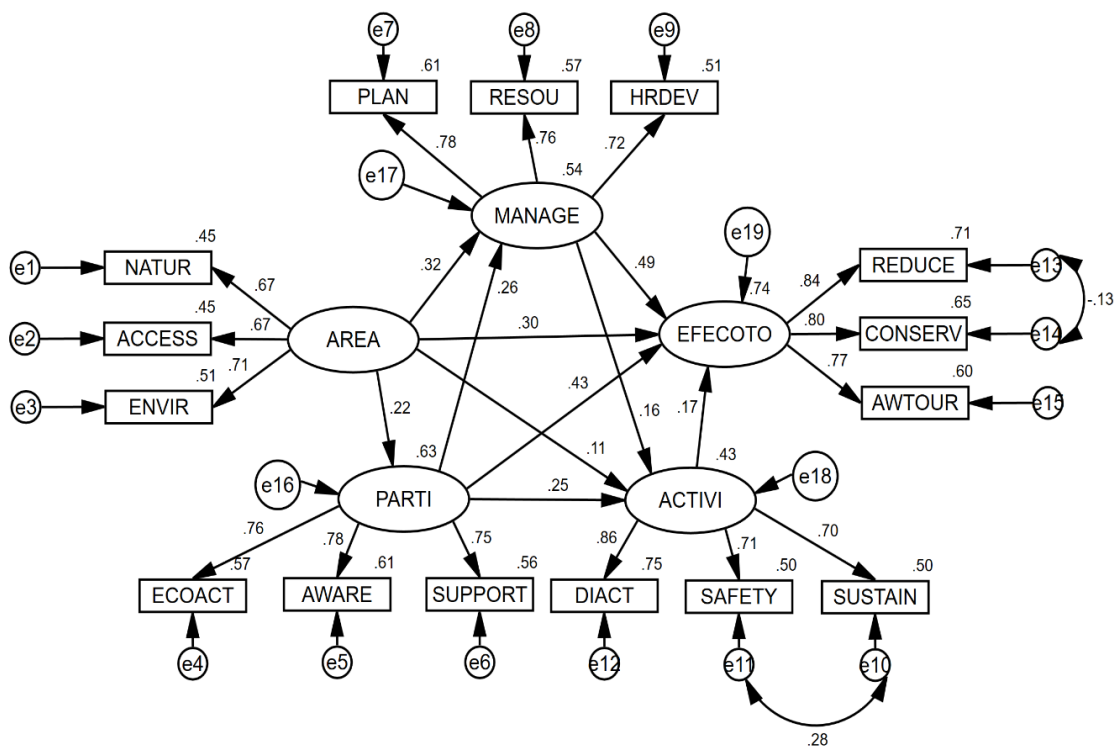 e7 e8 e9
.61 .57 .51
PLAN RESOU HRDEV
.78 .76 .72
e17 .54
MANAGE e19
.45 .71
e1 NATUR REDUCE e13
.67 .32 .26 .49 .84
.45 .74 .65 -.13
e2 ACCESS .67 AREA .30 EFECOTO .80 CONSERV e14
.71 .77
.51 .43 .60
e3 ENVIR AWTOUR e15
.22 .16 .17
.63 .11 .43
e16 PARTI .25 ACTIVI e18
.76 .78 .75 .86 .71 .70
.57 .61 .56 .75 .50 .50
ECOACT AWARE SUPPORT DIACT SAFETY SUSTAIN
e4 e5 e6 e12 e11 e10
.28